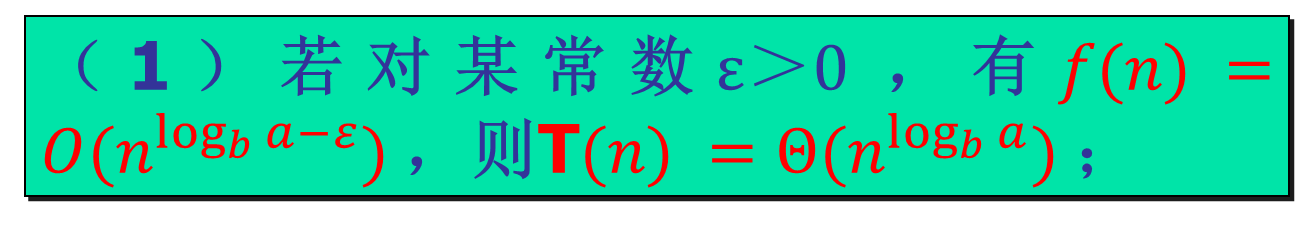 （1）若对某常数ε＞0，有f(n) =
O(n^{log_b a−ε})，则T(n) = Θ(n^{log_b a})；